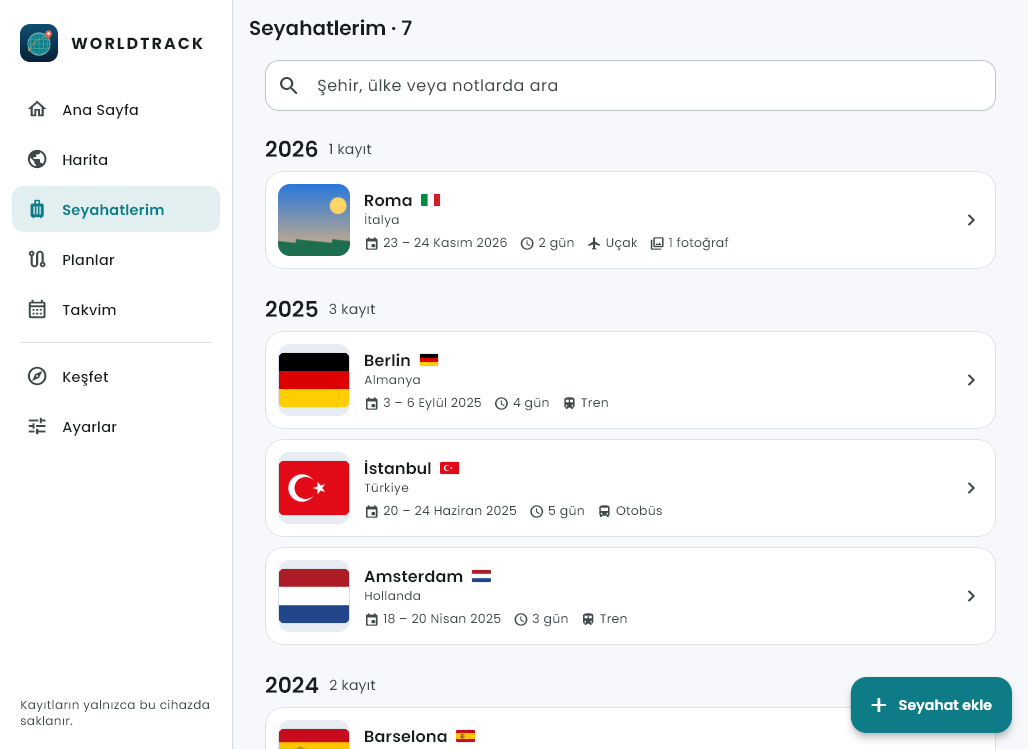 WORLDTRACK
Ana Sayfa
Harita
Seyahatlerim
Planlar
Takvim
Keşfet
Ayarlar
Kayıtların yalnızca bu cihazda
saklanır.
Seyahatlerim · 7
Şehir, ülke veya notlarda ara
2026 1 kayıt
Roma
İtalya
23 – 24 Kasım 2026 2 gün Uçak 1 fotoğraf
2025 3 kayıt
Berlin
Almanya
3 – 6 Eylül 2025 4 gün Tren
İstanbul
Türkiye
20 – 24 Haziran 2025 5 gün Otobüs
Amsterdam
Hollanda
18 – 20 Nisan 2025 3 gün Tren
2024 2 kayıt
Barselona
Seyahat ekle